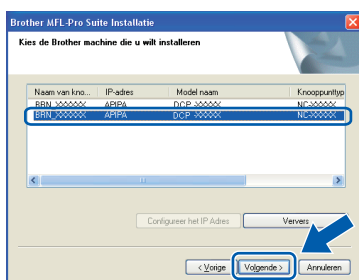 Brother MFL-Pro Suite Installatie
Kies de Brother machine die u wilt installeren
Naam van kno... IP-adres Model naam Knooppunttyp
BRN_XXXXXX APIPA DCP-XXXXX NC-XXXXX
BRN_XXXXXX APIPA DCP-XXXXX NC-XXXXX
Configureer het IP Adres Ververs
< Vorige Volgende > Annuleren